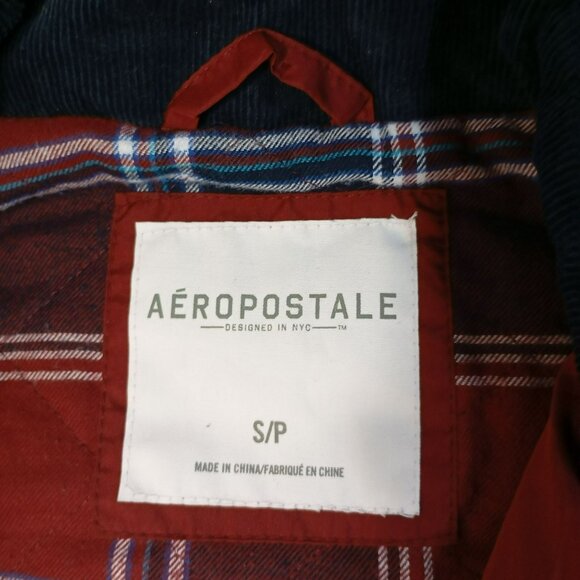 AÉROPOSTALE
DESIGNED IN NYC™
S/P
MADE IN CHINA/FABRIQUÉ EN CHINE